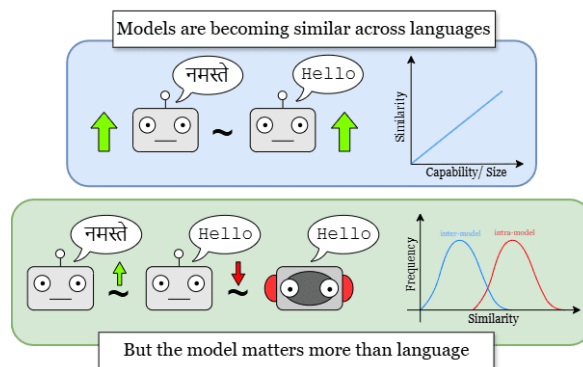 Models are becoming similar across languages
नमस्ते
Hello
~
Similarity
Capability/ Size
नमस्ते
Hello
Hello
~
~
Frequency
inter-model
intra-model
Similarity
But the model matters more than language